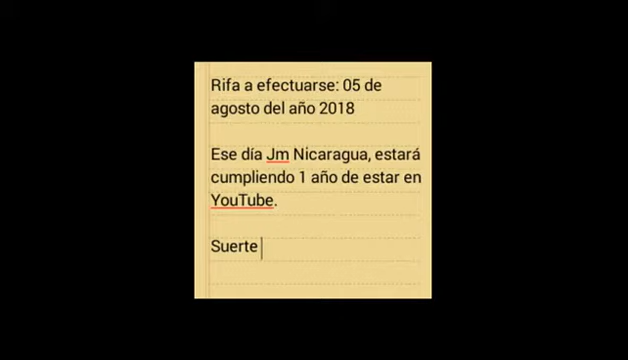 Rifa a efectuarse: 05 de
agosto del año 2018
Ese día Jm Nicaragua, estará
cumpliendo 1 año de estar en
YouTube.
Suerte